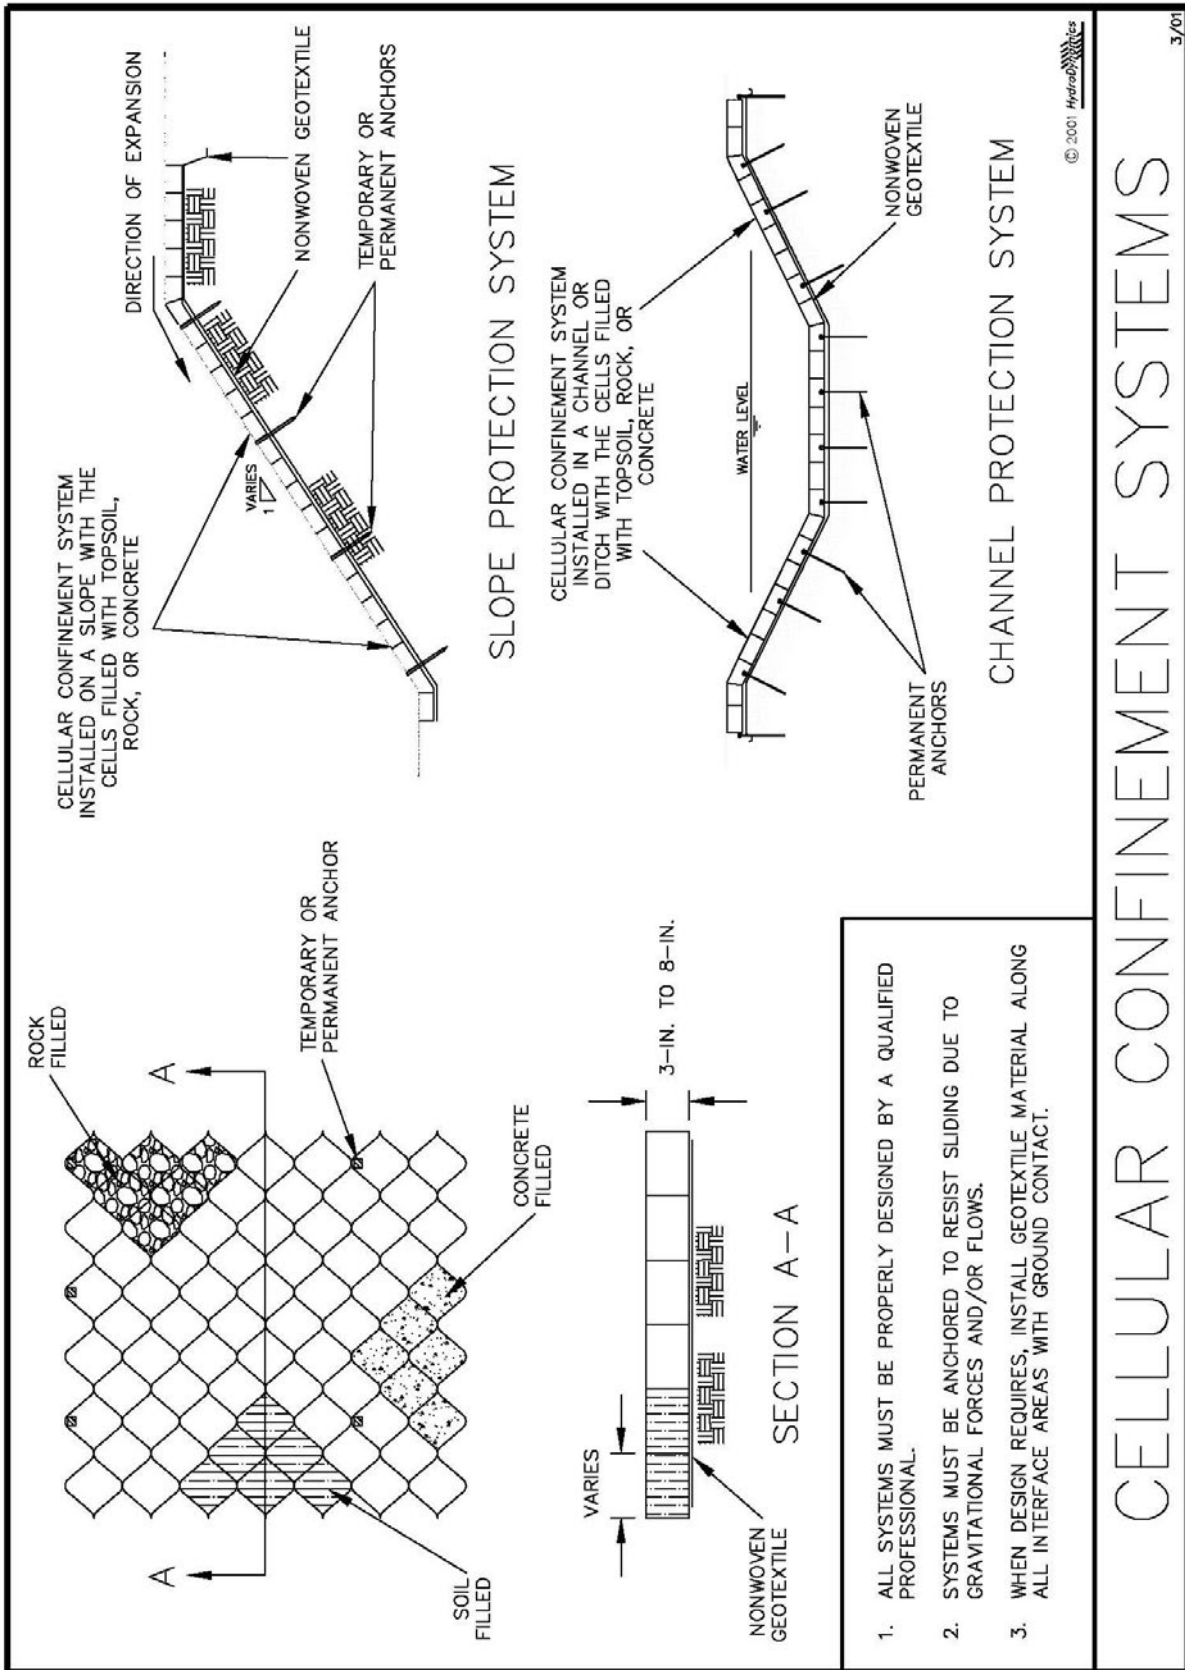 ROCK
FILLED
A
A
SOIL
FILLED
TEMPORARY OR
PERMANENT ANCHOR
CONCRETE
FILLED
VARIES
3-IN. TO 8-IN.
NONWOVEN
GEOTEXTILE
SECTION A-A
1. ALL SYSTEMS MUST BE PROPERLY DESIGNED BY A QUALIFIED
PROFESSIONAL.
2. SYSTEMS MUST BE ANCHORED TO RESIST SLIDING DUE TO
GRAVITATIONAL FORCES AND/OR FLOWS.
3. WHEN DESIGN REQUIRES, INSTALL GEOTEXTILE MATERIAL ALONG
ALL INTERFACE AREAS WITH GROUND CONTACT.
CELLULAR CONFINEMENT SYSTEM
INSTALLED ON A SLOPE WITH THE
CELLS FILLED WITH TOPSOIL,
ROCK, OR CONCRETE
DIRECTION OF EXPANSION
VARIES
1
NONWOVEN GEOTEXTILE
TEMPORARY OR
PERMANENT ANCHORS
SLOPE PROTECTION SYSTEM
CELLULAR CONFINEMENT SYSTEM
INSTALLED IN A CHANNEL OR
DITCH WITH THE CELLS FILLED
WITH TOPSOIL, ROCK, OR
CONCRETE
WATER LEVEL
PERMANENT
ANCHORS
NONWOVEN
GEOTEXTILE
CHANNEL PROTECTION SYSTEM
© 2001 HydroDynamics
CELLULAR CONFINEMENT SYSTEMS
3/01